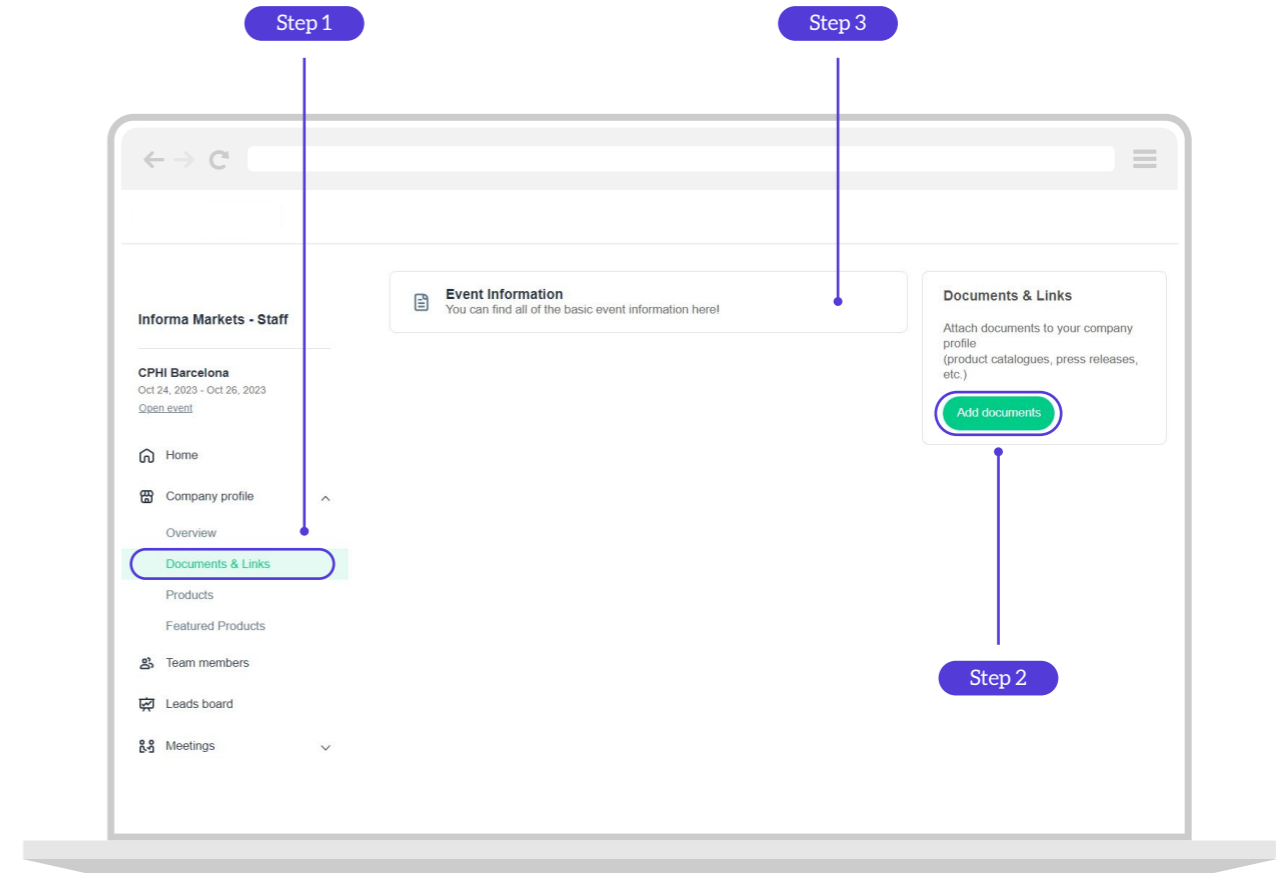 Step 1
Step 3
Informa Markets - Staff
CPHI Barcelona
Oct 24, 2023 - Oct 26, 2023
Open event
Home
Company profile
Overview
Documents & Links
Products
Featured Products
Team members
Leads board
Meetings
Event Information
You can find all of the basic event information here!
Documents & Links
Attach documents to your company
profile
(product catalogues, press releases,
etc.)
Add documents
Step 2